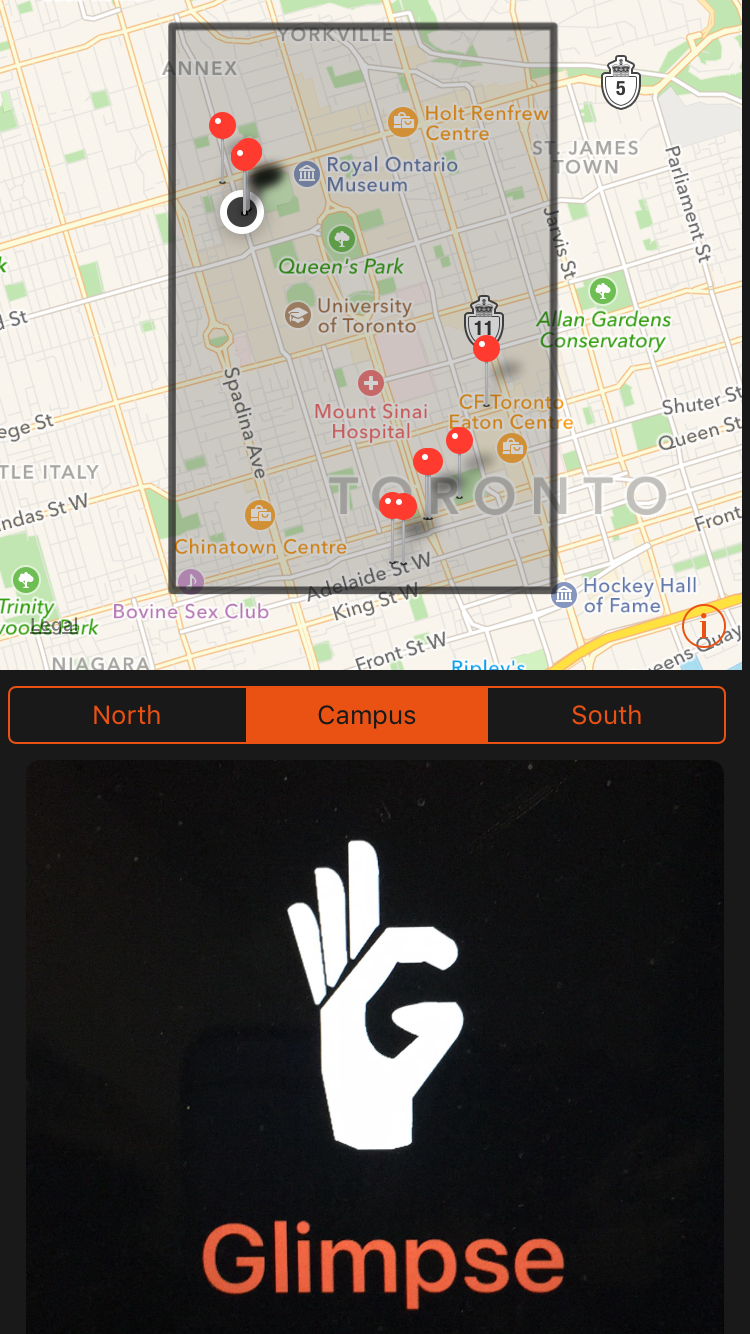 YORKVILLE
ANNEX
5
Holt Renfrew
Centre
ST. JAMES
TOWN
Parliament St
Royal Ontario
Museum
Jarvis St
Queen's Park
University
of Toronto
11
Allan Gardens
Conservatory
Spadina Ave
Mount Sinai
Hospital
CF Toronto
Eaton Centre
Shuter St
Queen St
ege St
TLE ITALY
TORONTO
ndas St W
Front
Chinatown Centre
Adelaide St W
King St W
Hockey Hall
of Fame
Trinity
Bovine Sex Club
Legal
Park
i
NIAGARA
Front St W
Ripley's
eens Quay
North
Campus
South
Glimpse